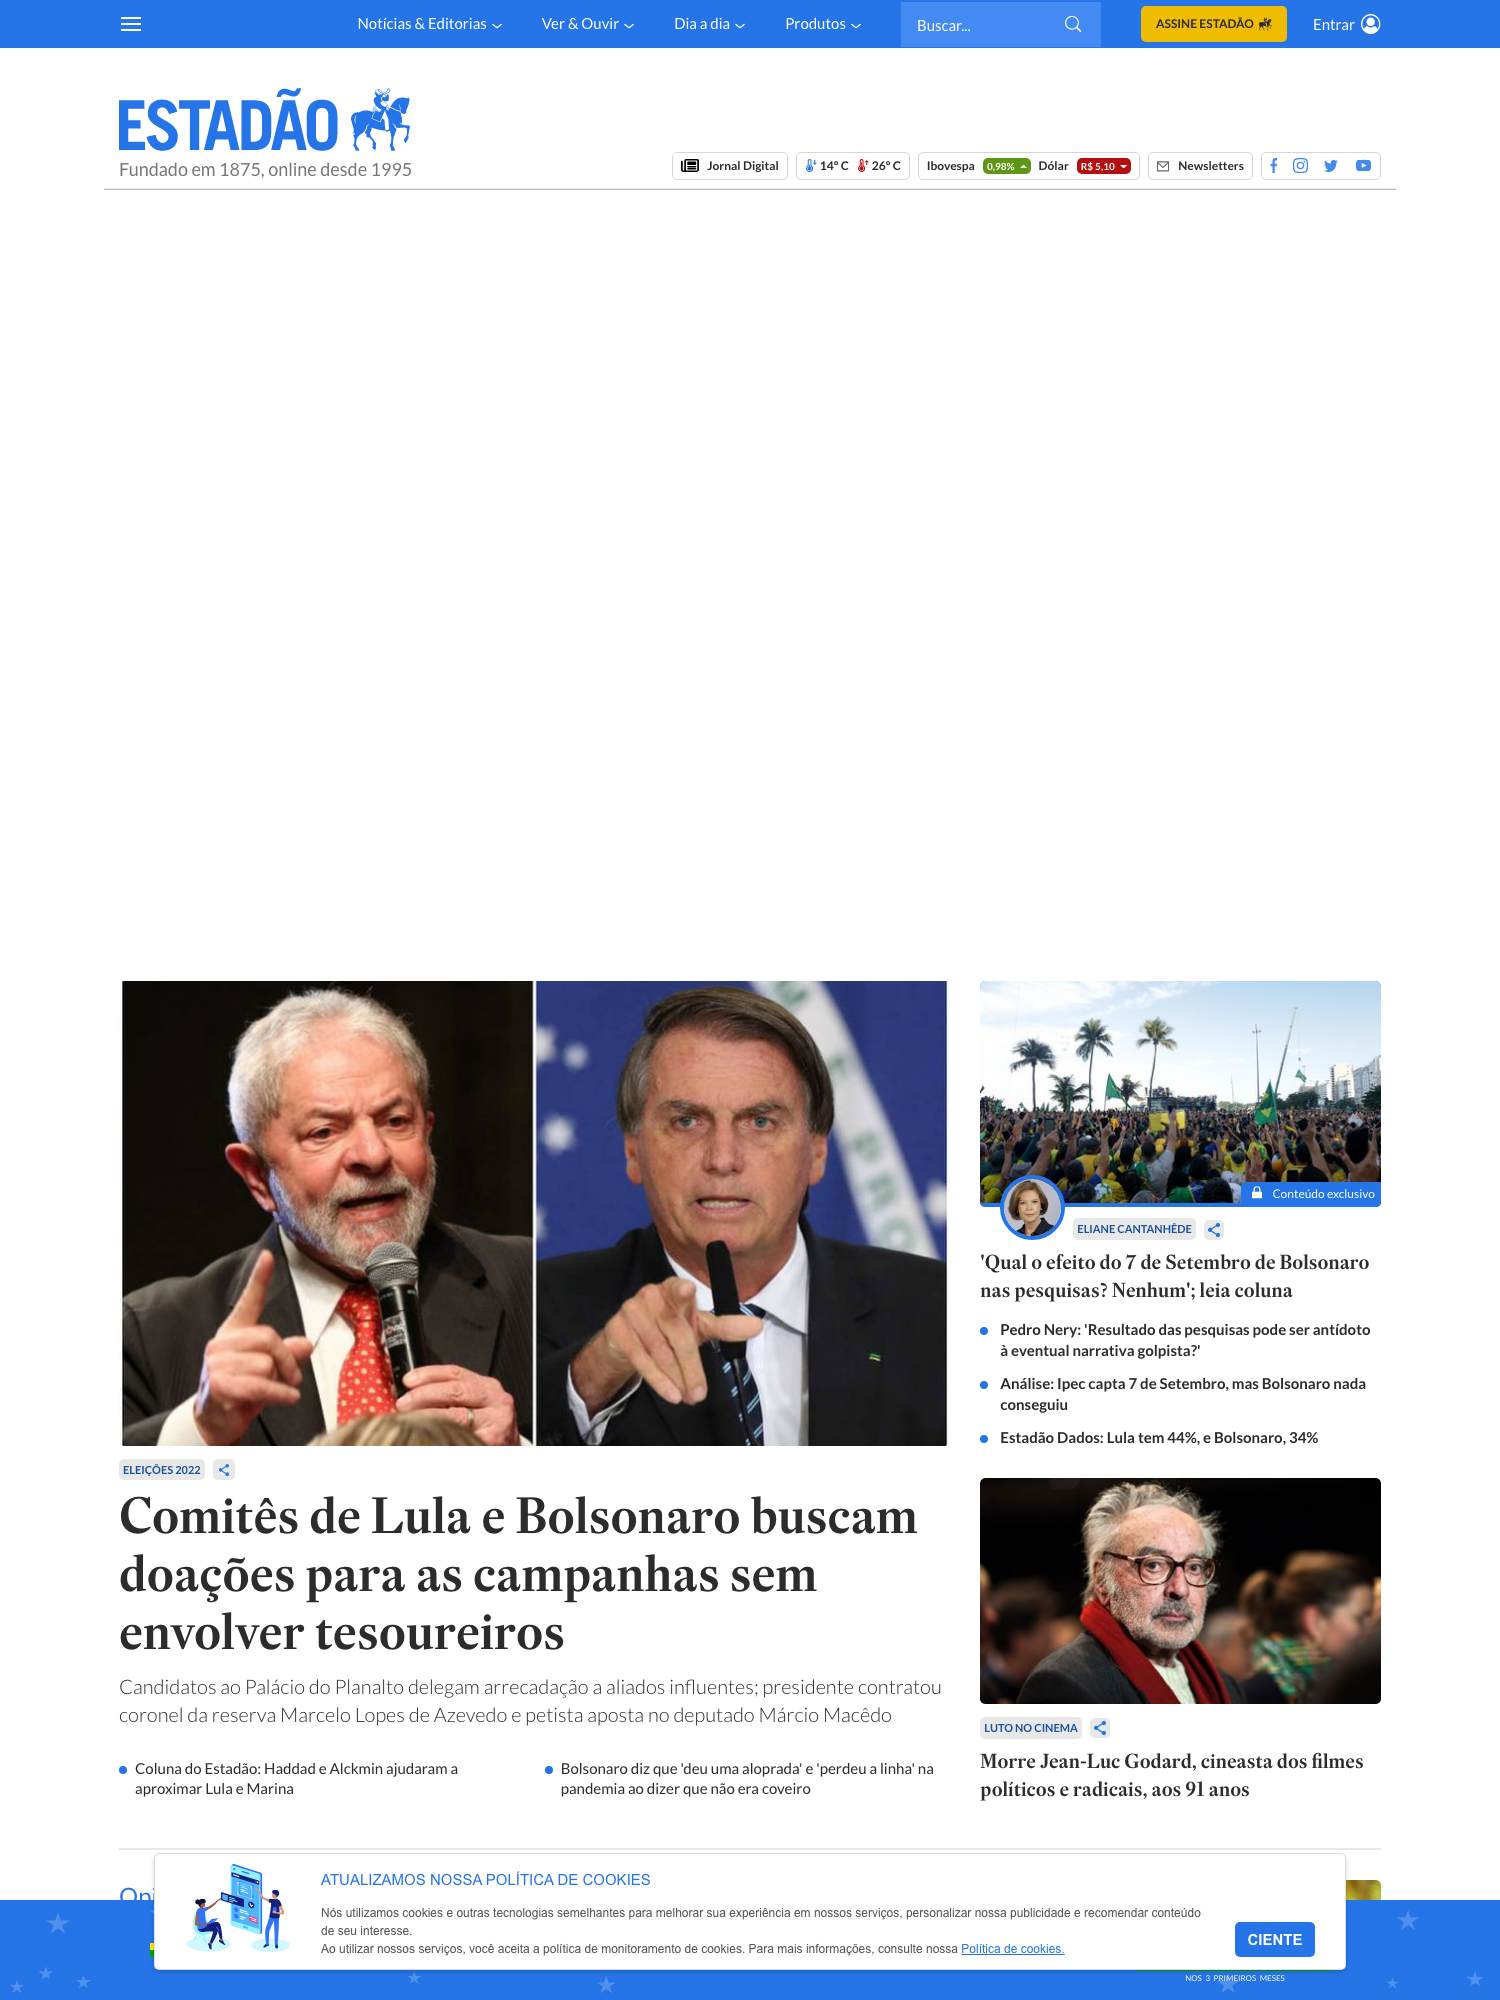 Notícias & Editorias
Ver & Ouvir
Dia a dia
Produtos
Buscar...
ASSINE ESTADÃO
Entrar
ESTADÃO
Fundado em 1875, online desde 1995
Jornal Digital
14º C 26º C
Ibovespa 0,98% Dólar R$ 5,10
Newsletters
ELEIÇÕES 2022
Comitês de Lula e Bolsonaro buscam
doações para as campanhas sem
envolver tesoureiros
Candidatos ao Palácio do Planalto delegam arrecadação a aliados influentes; presidente contratou
coronel da reserva Marcelo Lopes de Azevedo e petista aposta no deputado Márcio Macêdo
Coluna do Estadão: Haddad e Alckmin ajudaram a
aproximar Lula e Marina
Bolsonaro diz que 'deu uma aloprada' e 'perdeu a linha' na
pandemia ao dizer que não era coveiro
Conteúdo exclusivo
ELIANE CANTANHÊDE
'Qual o efeito do 7 de Setembro de Bolsonaro
nas pesquisas? Nenhum'; leia coluna
Pedro Nery: 'Resultado das pesquisas pode ser antídoto
à eventual narrativa golpista?'
Análise: Ipec capta 7 de Setembro, mas Bolsonaro nada
conseguiu
Estadão Dados: Lula tem 44%, e Bolsonaro, 34%
LUTO NO CINEMA
Morre Jean-Luc Godard, cineasta dos filmes
políticos e radicais, aos 91 anos
ATUALIZAMOS NOSSA POLÍTICA DE COOKIES
Nós utilizamos cookies e outras tecnologias semelhantes para melhorar sua experiência em nossos serviços, personalizar nossa publicidade e recomendar conteúdo
de seu interesse.
Ao utilizar nossos serviços, você aceita a política de monitoramento de cookies. Para mais informações, consulte nossa Política de cookies.
CIENTE
NOS 3 PRIMEIROS MESES